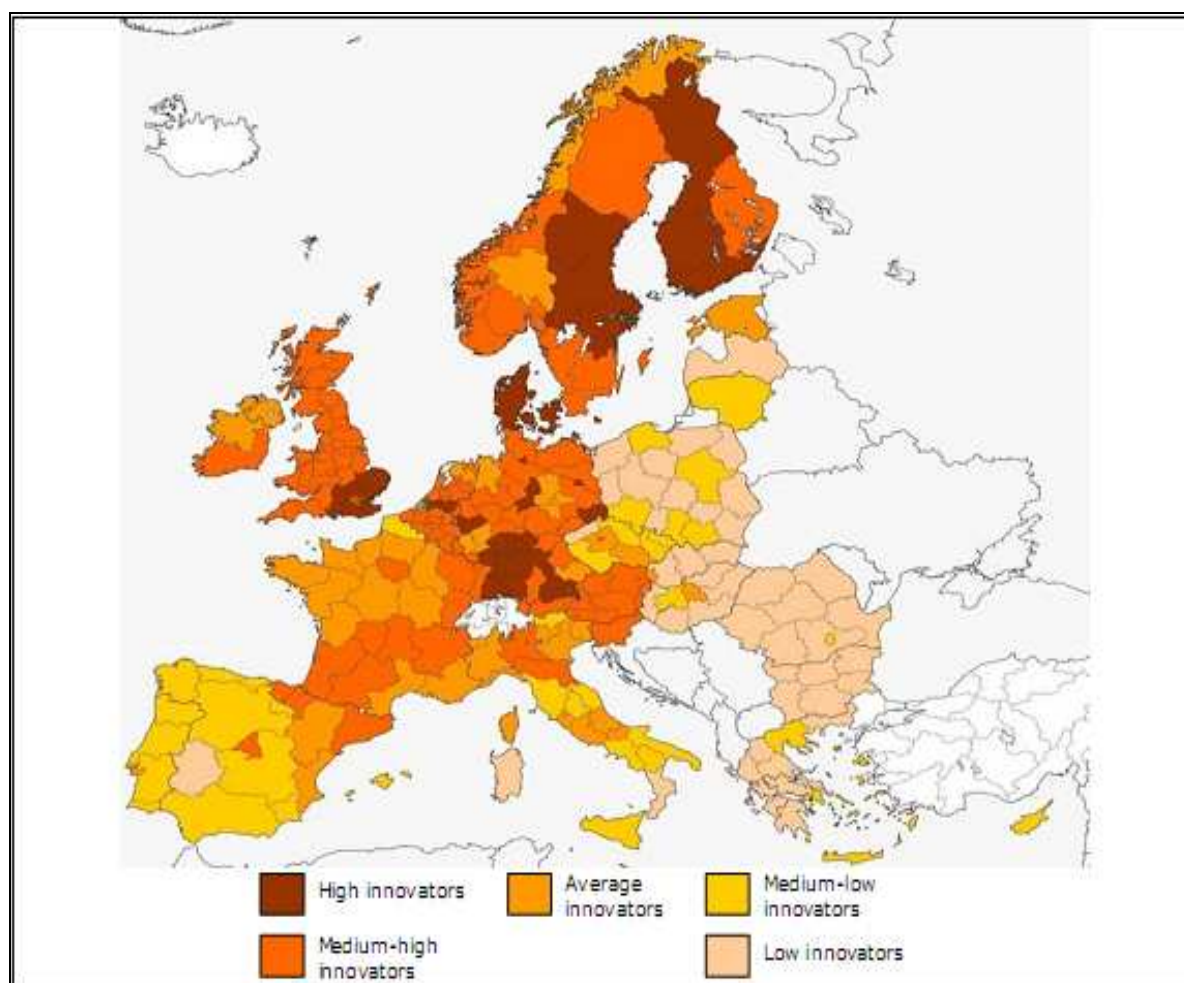 High innovators
Average
innovators
Medium-low
innovators
Medium-high
innovators
Low innovators